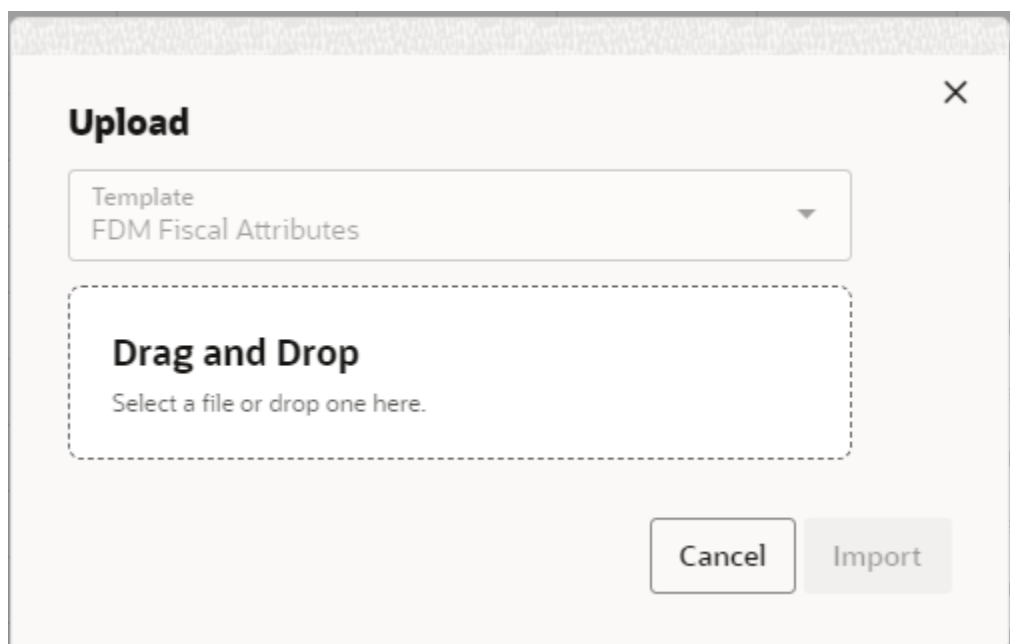 Upload
Template
FDM Fiscal Attributes
Drag and Drop
Select a file or drop one here.
Cancel
Import